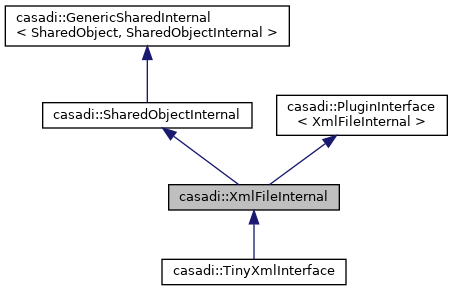 casadi::GenericSharedInternal
< SharedObject, SharedObjectInternal >
casadi::SharedObjectInternal
casadi::PluginInterface
< XmlFileInternal >
casadi::XmlFileInternal
casadi::TinyXmlInterface